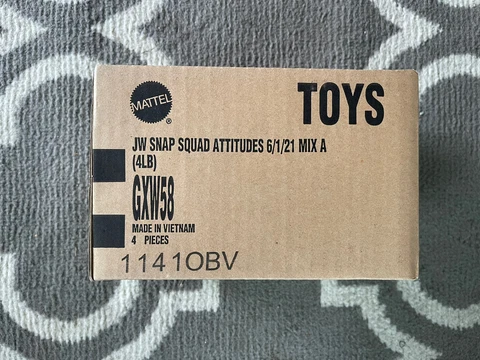 MATTEL
®
TOYS
JW SNAP SQUAD ATTITUDES 6/1/21 MIX A
(4LB)
GXW58
MADE IN VIETNAM
4 PIECES
1141OBV